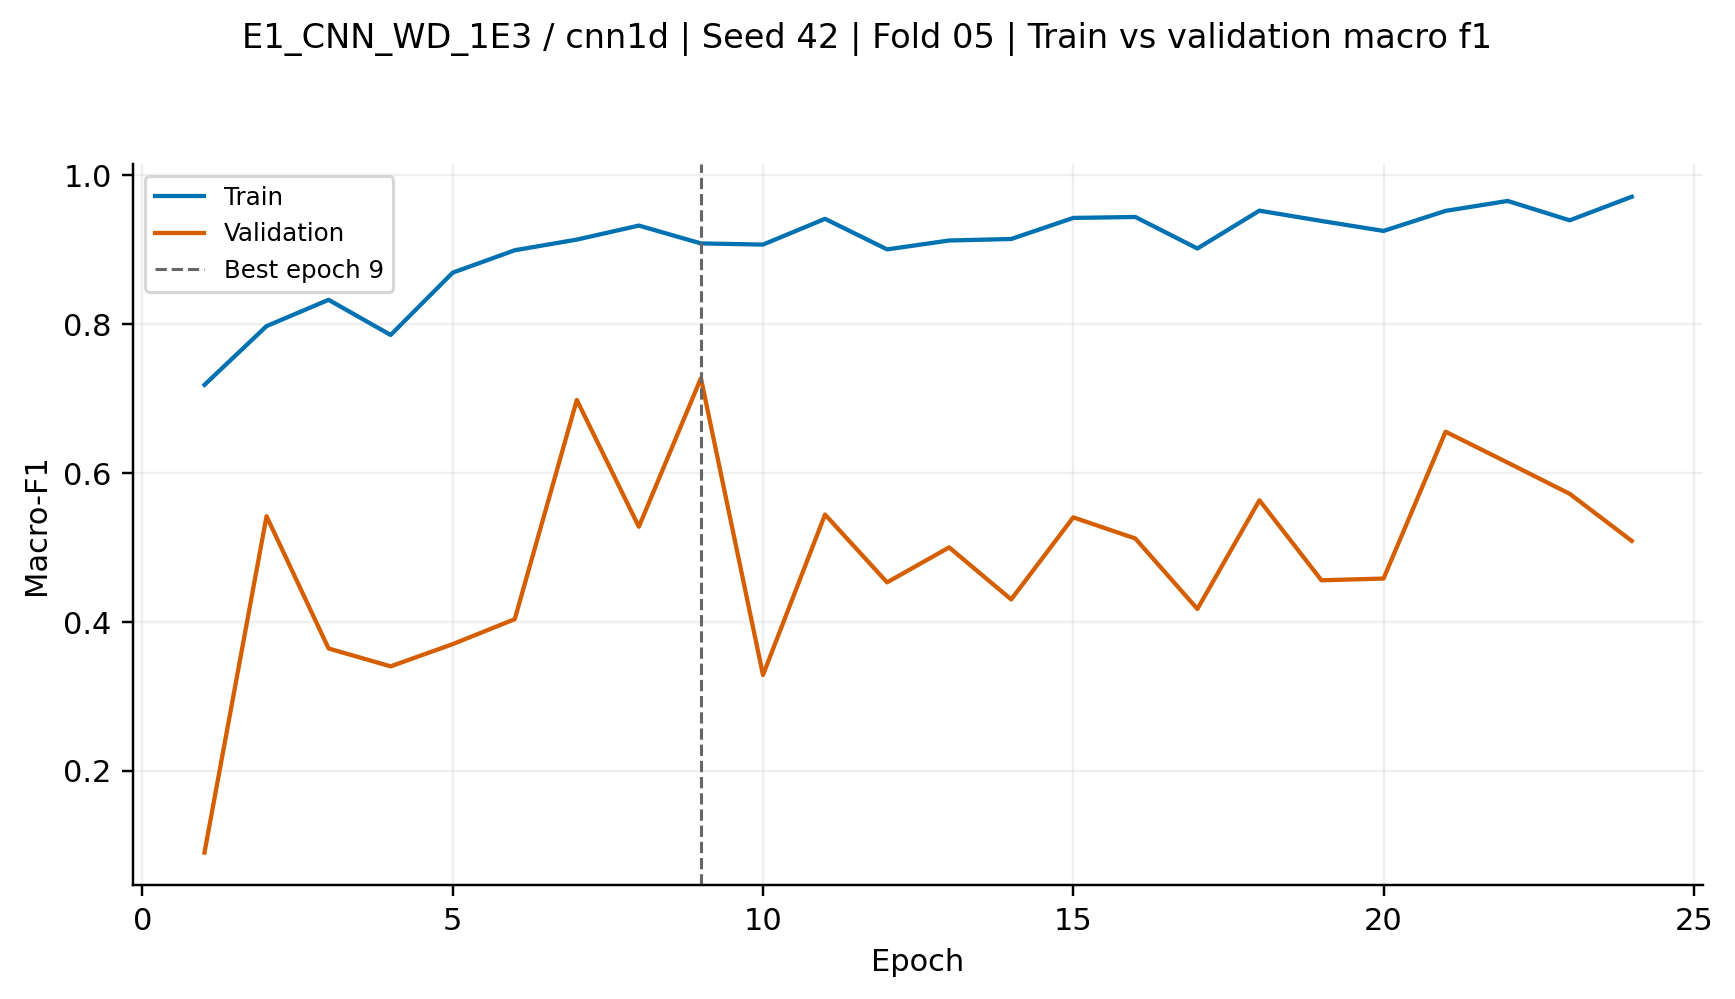 E1_CNN_WD_1E3 / cnn1d | Seed 42 | Fold 05 | Train vs validation macro f1
Train
Validation
Best epoch 9
Macro-F1
1.0
0.8
0.6
0.4
0.2
0 5 10 15 20 25
Epoch